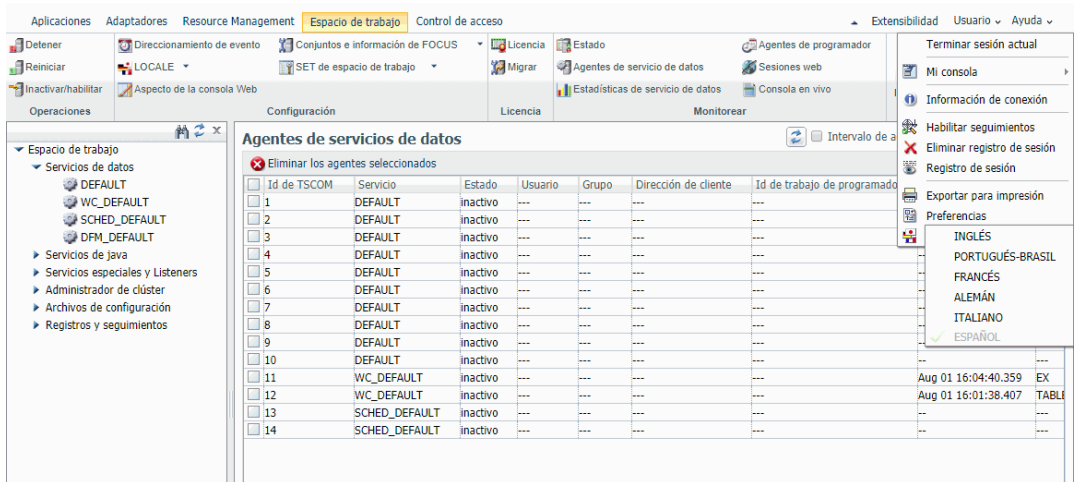 Aplicaciones Adaptadores Resource Management Espacio de trabajo Control de acceso Extensibilidad Usuario Ayuda
Detener Direccionamiento de evento Conjuntos e información de FOCUS Licencia Estado Agentes de programador
Reiniciar LOCALE SET de espacio de trabajo Migrar Agentes de servicio de datos Sesiones web
Inactivar/habilitar Aspecto de la consola Web Estadísticas de servicio de datos Consola en vivo
Operaciones Configuración Licencia Monitorear
Terminar sesión actual
Mi consola
Información de conexión
Habilitar seguimientos
Eliminar registro de sesión
Registro de sesión
Exportar para impresión
Preferencias
INGLÉS
PORTUGUÉS-BRASIL
FRANCÉS
ALEMÁN
ITALIANO
ESPAÑOL
Espacio de trabajo
Servicios de datos
DEFAULT
WC_DEFAULT
SCHED_DEFAULT
DFM_DEFAULT
Servicios de java
Servicios especiales y Listeners
Administrador de clúster
Archivos de configuración
Registros y seguimientos
Agentes de servicios de datos Intervalo de
Eliminar los agentes seleccionados
Id de TSCOM Servicio Estado Usuario Grupo Dirección de cliente Id de trabajo de
1 DEFAULT inactivo --- --- --- ---
2 DEFAULT inactivo --- --- --- ---
3 DEFAULT inactivo --- --- --- ---
4 DEFAULT inactivo --- --- --- ---
5 DEFAULT inactivo --- --- --- ---
6 DEFAULT inactivo --- --- --- ---
7 DEFAULT inactivo --- --- --- ---
8 DEFAULT inactivo --- --- --- ---
9 DEFAULT inactivo --- --- --- ---
10 DEFAULT inactivo --- --- --- --- -- ---
11 WC_DEFAULT inactivo --- --- --- --- Aug 01 16:04:40.359 EX
12 WC_DEFAULT inactivo --- --- --- --- Aug 01 16:01:38.407
13 SCHED_DEFAULT inactivo --- --- --- --- -- ---
14 SCHED_DEFAULT inactivo --- --- --- --- -- ---